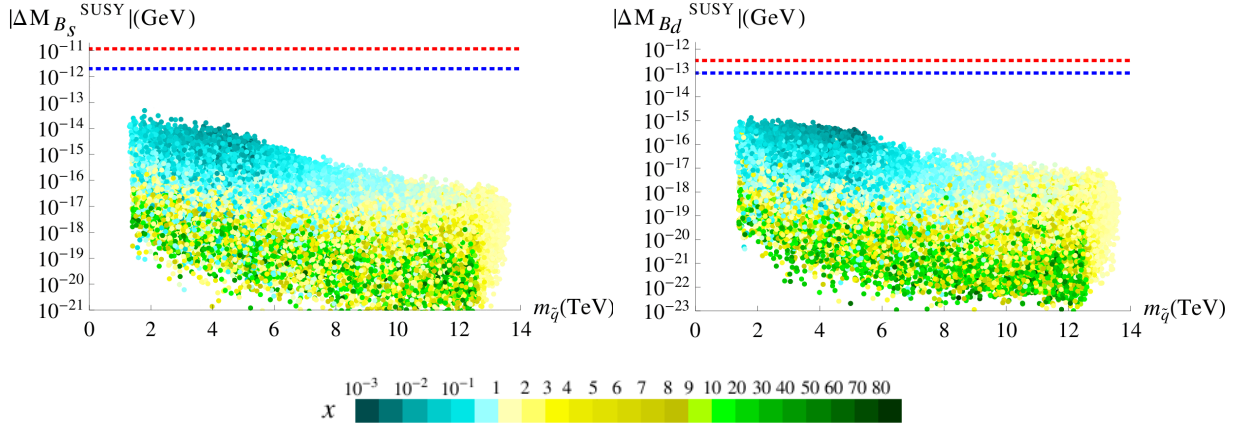 |ΔM_{B_s}^{SUSY}|(GeV)
10^{-11}
10^{-12}
10^{-13}
10^{-14}
10^{-15}
10^{-16}
10^{-17}
10^{-18}
10^{-19}
10^{-20}
10^{-21}
0 2 4 6 8 10 12 14
m_{q̃}(TeV)
|ΔM_{B_d}^{SUSY}|(GeV)
10^{-12}
10^{-13}
10^{-14}
10^{-15}
10^{-16}
10^{-17}
10^{-18}
10^{-19}
10^{-20}
10^{-21}
10^{-22}
10^{-23}
0 2 4 6 8 10 12 14
m_{q̃}(TeV)
10^{-3} 10^{-2} 10^{-1} 1 2 3 4 5 6 7 8 9 10 20 30 40 50 60 70 80
x